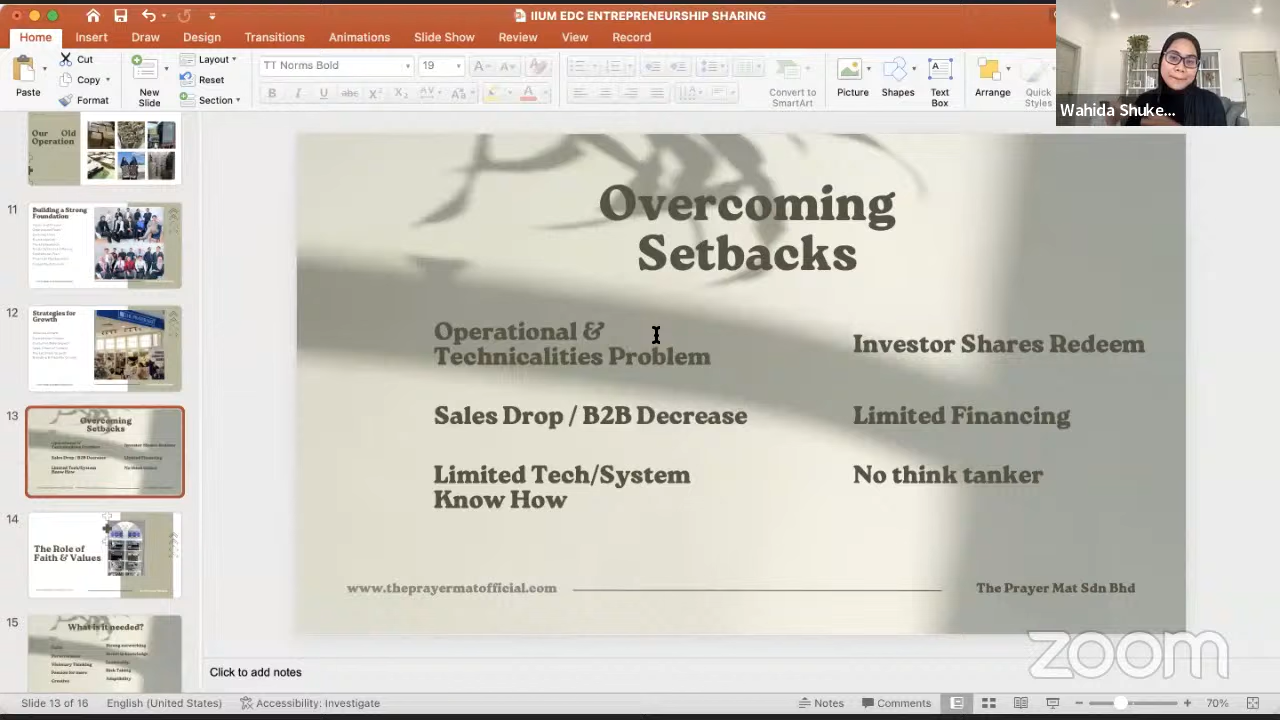 IIUM EDC ENTREPRENEURSHIP SHARING
Home Insert Draw Design Transitions Animations Slide Show Review View Record
Paste
Cut
Copy
Format
New
Slide
Layout
Reset
Section
TT Norms Bold
19
Convert to
SmartArt
Picture
Shapes
Text
Box
Arrange
Quick
Styles
Wahida Shuke...
Our Old
Operation
11
Building a Strong
Foundation
12
Strategies for
Growth
13
Overcoming
Setbacks
14
The Role of
Faith & Values
15
What is it needed?
Overcoming
Setbacks
Operational &
Technicalities Problem
Sales Drop / B2B Decrease
Limited Tech/System
Know How
Investor Shares Redeem
Limited Financing
No think tanker
www.theprayermatofficial.com
The Prayer Mat Sdn Bhd
zoom
Click to add notes
Slide 13 of 16 English (United States) Accessibility: Investigate Notes Comments 70%